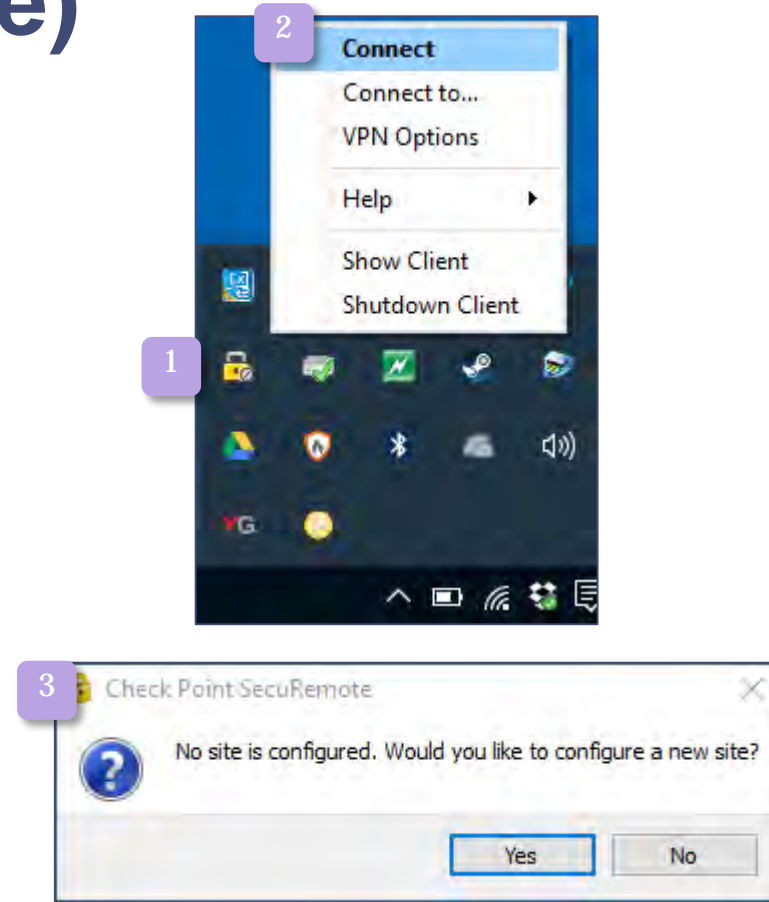 e)
2
Connect
Connect to...
VPN Options
Help
Show Client
Shutdown Client
1
YG
3
Check Point SecuRemote
No site is configured. Would you like to configure a new site?
Yes
No